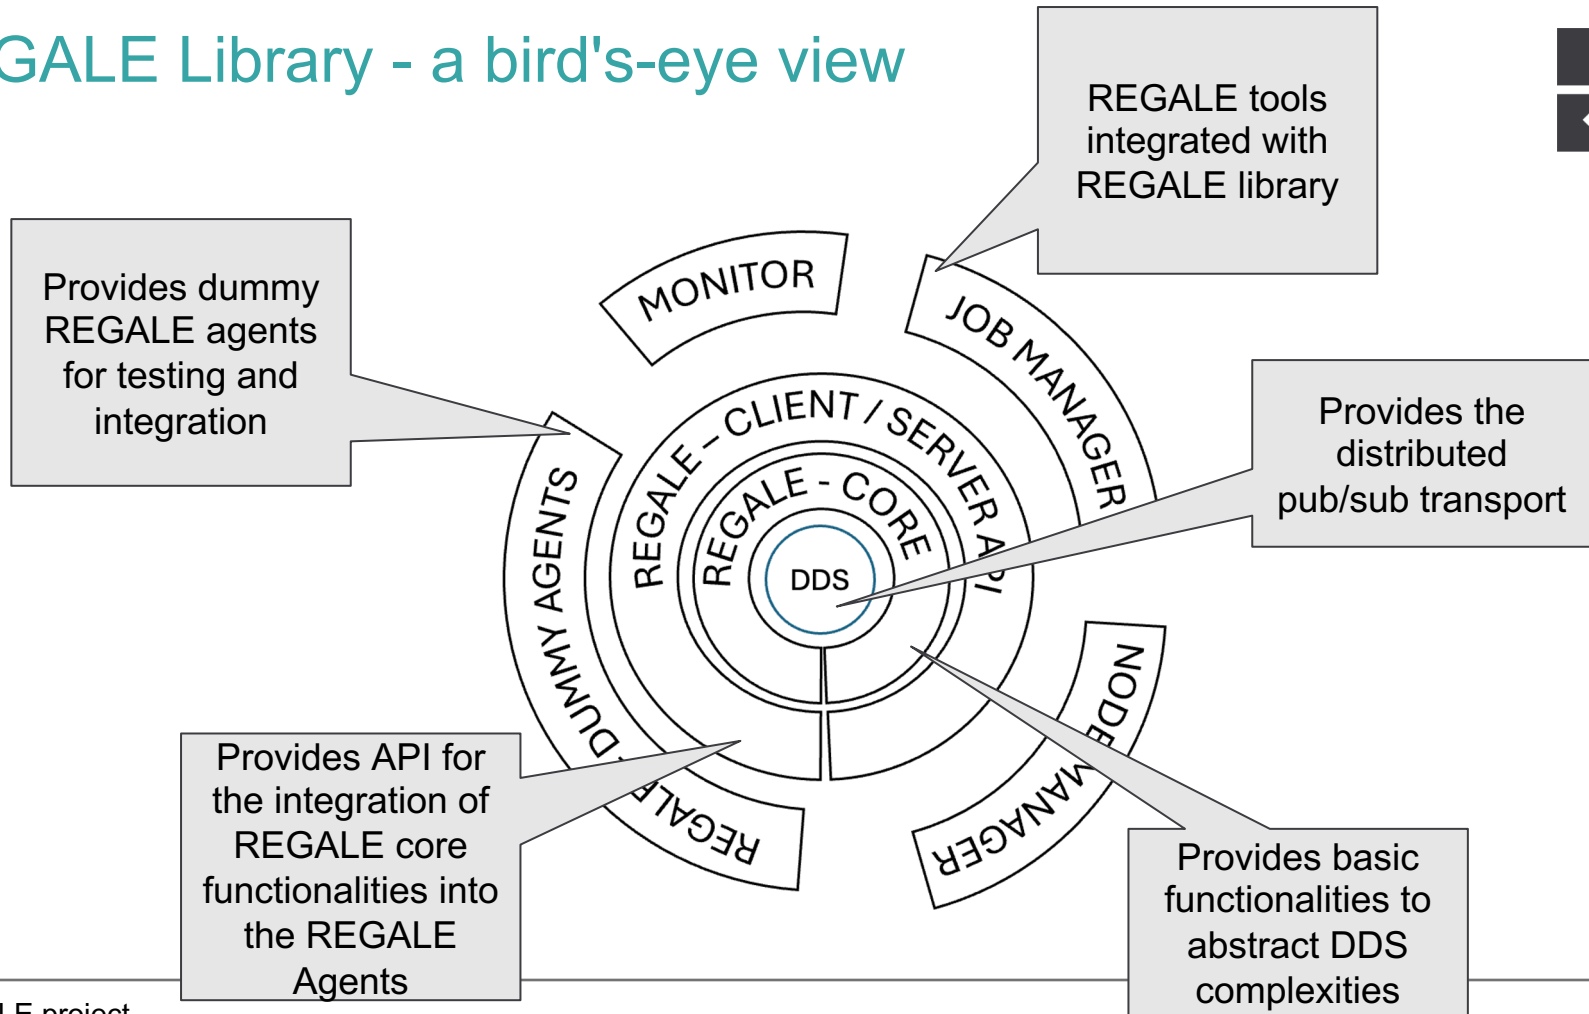 GALE Library - a bird's-eye view
REGALE tools
integrated with
REGALE library
Provides dummy
REGALE agents
for testing and
integration
MONITOR
JOB MANAGER
Provides the
distributed
pub/sub transport
REGALE – CLIENT / SERVER API
REGALE - CORE
DDS
REGALE DUMMY AGENTS
NODE MANAGER
Provides API for
the integration of
REGALE core
functionalities into
the REGALE
Agents
Provides basic
functionalities to
abstract DDS
complexities
LE project